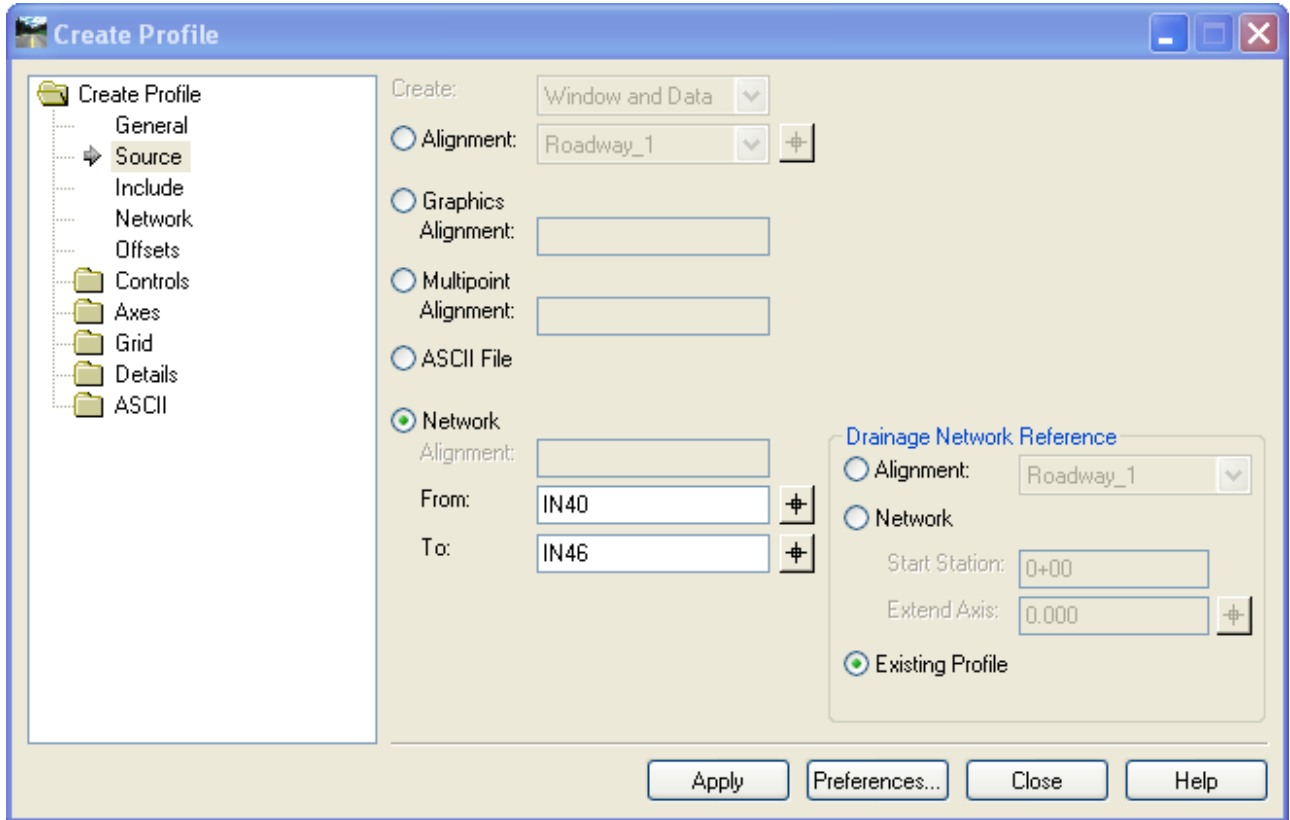 Create Profile
Create Profile
General
Source
Include
Network
Offsets
Controls
Axes
Grid
Details
ASCII
Create: Window and Data
Alignment: Roadway_1
Graphics
Alignment:
Multipoint
Alignment:
ASCII File
Network
Alignment:
From: IN40
To: IN46
Drainage Network Reference
Alignment: Roadway_1
Network
Start Station: 0+00
Extend Axis: 0.000
Existing Profile
Apply Preferences... Close Help